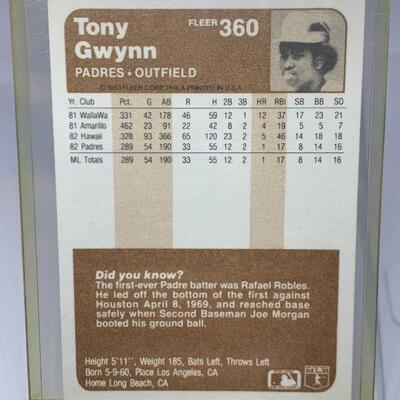 Tony
Gwynn
FLEER 360
PADRES • OUTFIELD
© 1983 FLEER CORP., PHILA. PRINTED IN U.S.A.
Yr. Club Pct. G AB R H 2B 3B HR RBI SB BB SO
81 WallaWa .331 42 178 46 59 12 1 12 37 17 23 21
81 Amarillo .462 23 91 22 42 8 2 4 19 5 5 7
82 Hawaii .328 93 366 65 120 23 2 5 46 14 18 18
82 Padres .289 54 190 33 55 12 2 1 17 8 14 16
ML Totals .289 54 190 33 55 12 2 1 17 8 14 16
Did you know?
The first-ever Padre batter was Rafael Robles.
He led off the bottom of the first against
Houston April 8, 1969, and reached base
safely when Second Baseman Joe Morgan
booted his ground ball.
Height 5'11", Weight 185, Bats Left, Throws Left
Born 5-9-60, Place Los Angeles, CA
Home Long Beach, CA